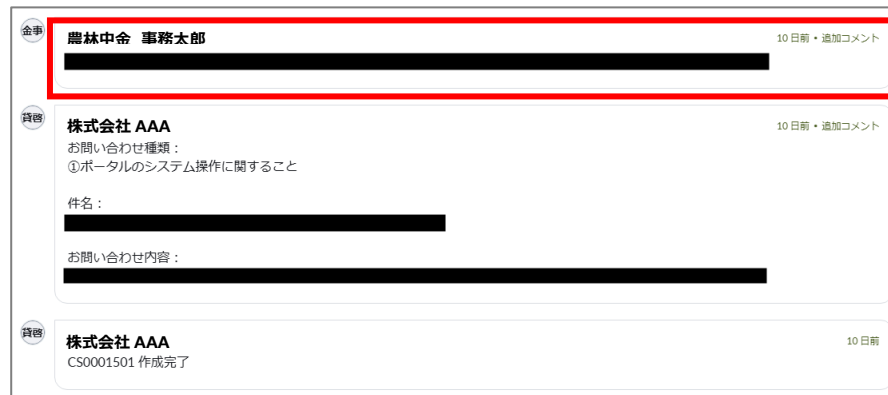 金事
農林中金 事務太郎
10日前・追加コメント
貸啓
株式会社 AAA
10日前・追加コメント
お問い合わせ種類：
①ポータルのシステム操作に関すること
件名：
お問い合わせ内容：
貸啓
株式会社 AAA
10日前
CS0001501 作成完了